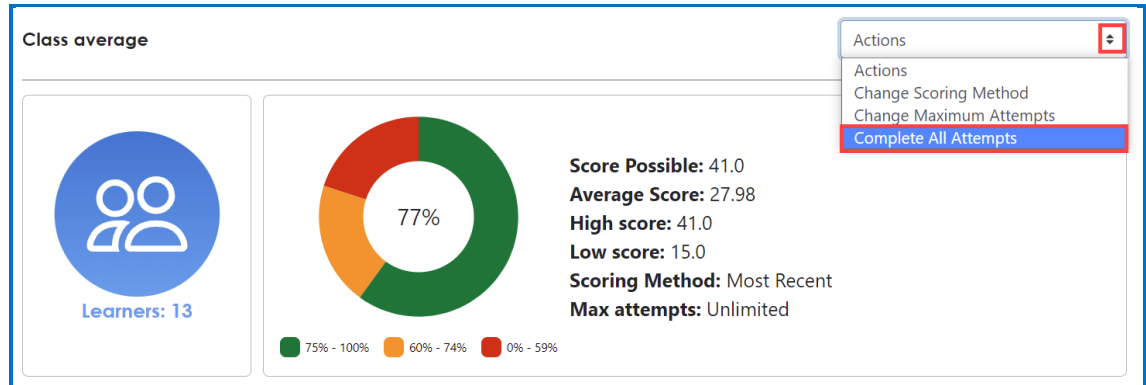 Class average
Actions
Actions
Change Scoring Method
Change Maximum Attempts
Complete All Attempts
Learners: 13
77%
Score Possible: 41.0
Average Score: 27.98
High score: 41.0
Low score: 15.0
Scoring Method: Most Recent
Max attempts: Unlimited
75% - 100% 60% - 74% 0% - 59%